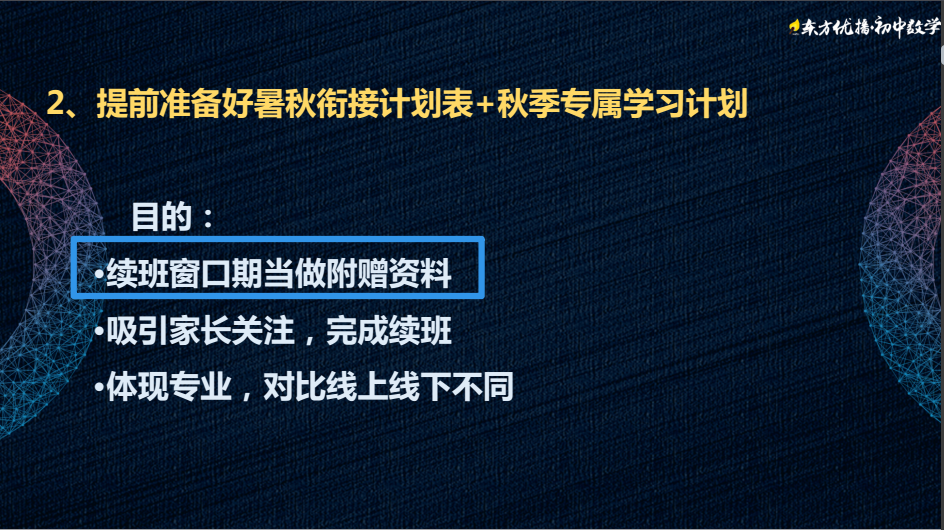 东方优播·初中数学
2、提前准备好暑秋衔接计划表+秋季专属学习计划
目的：
•续班窗口期当做附赠资料
•吸引家长关注，完成续班
•体现专业，对比线上线下不同